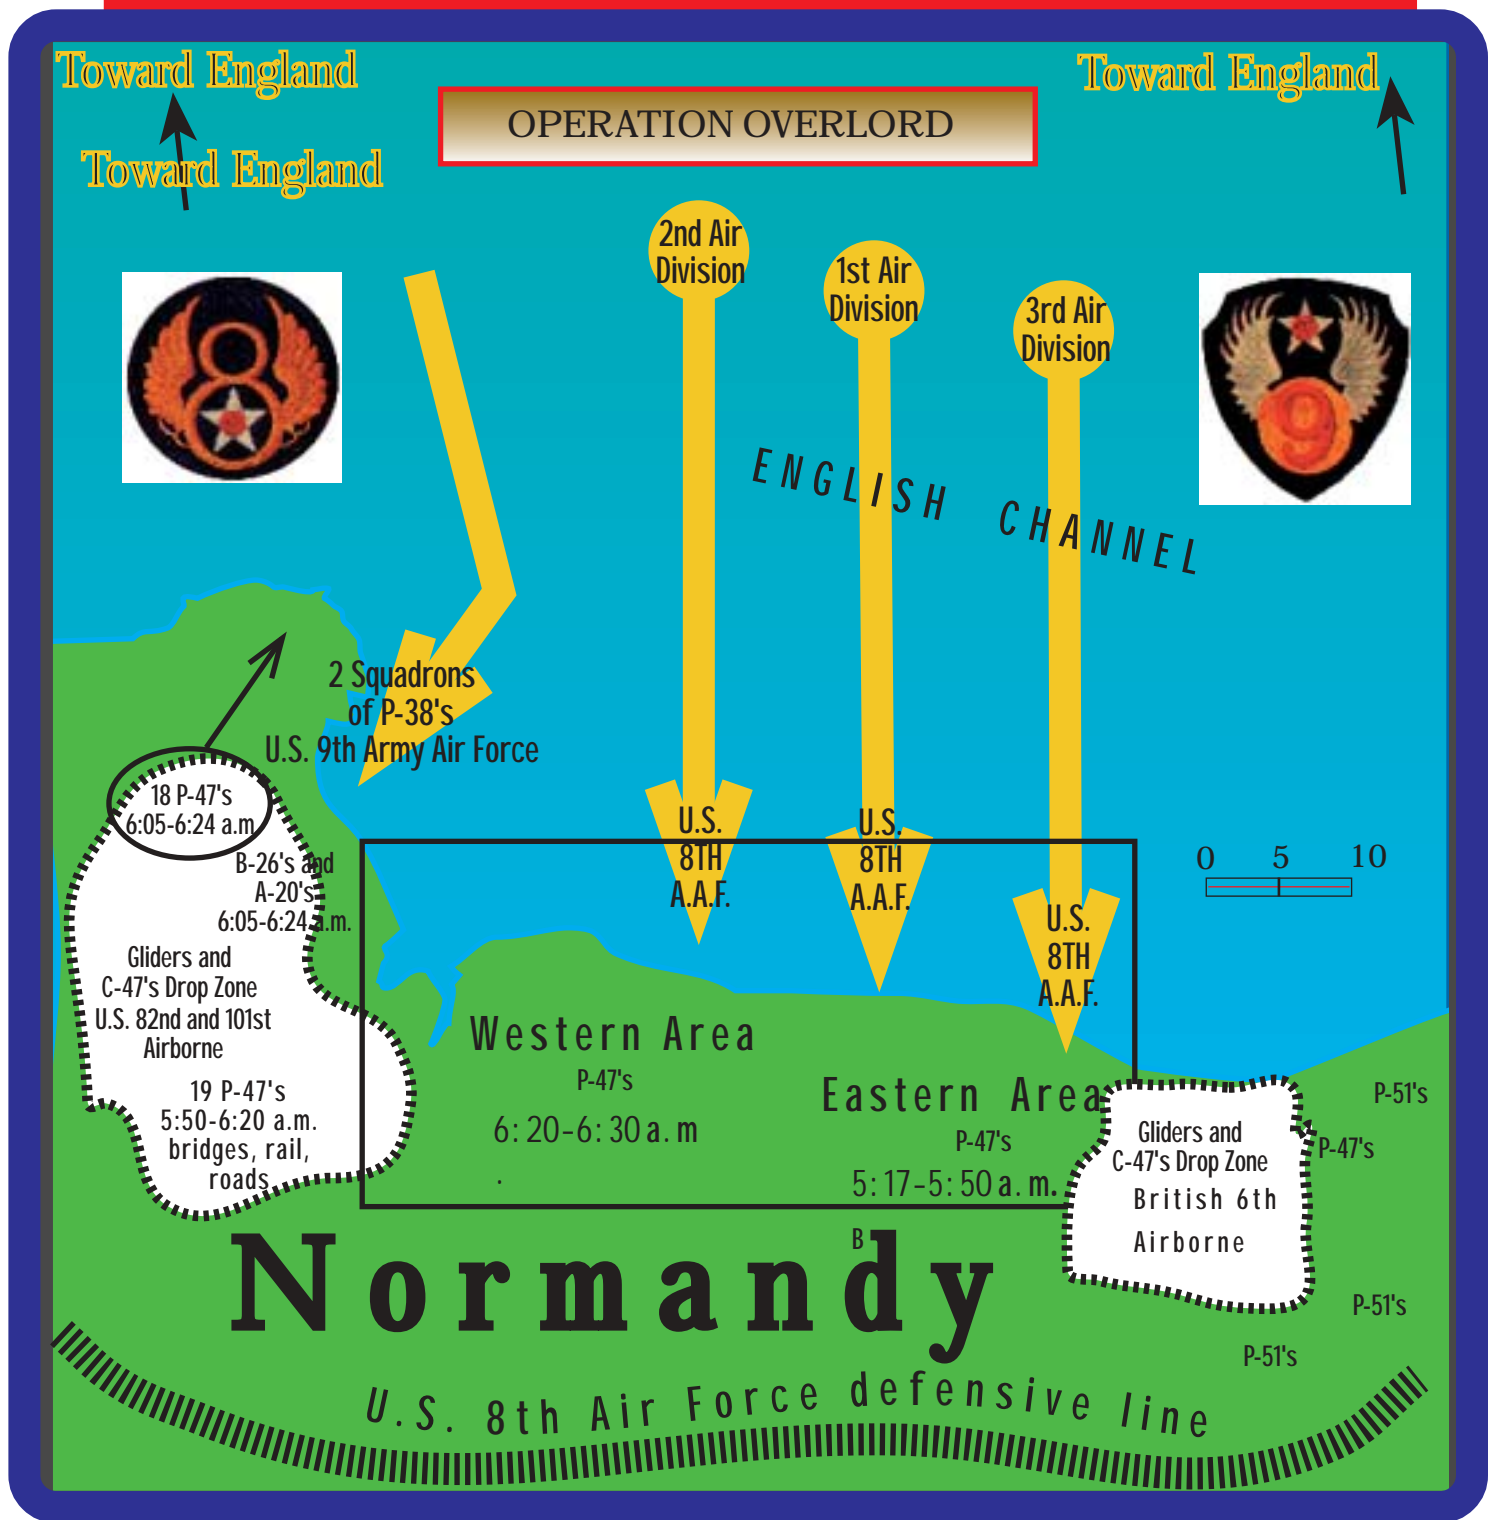 Toward England
Toward England
Toward England
OPERATION OVERLORD
2nd Air
Division
1st Air
Division
3rd Air
Division
8
9
ENGLISH CHANNEL
2 Squadrons
of P-38's
U.S. 9th Army Air Force
18 P-47's
6:05-6:24 a.m
B-26's and
A-20's
6:05-6:24 a.m.
Gliders and
C-47's Drop Zone
U.S. 82nd and 101st
Airborne
19 P-47's
5:50-6:20 a.m.
bridges, rail,
roads
U.S.
8TH
A.A.F.
U.S.
8TH
A.A.F.
U.S.
8TH
A.A.F.
0 5 10
Western Area
P-47's
6:20-6:30 a.m
.
Eastern Area
P-47's
5:17-5:50 a.m.
Gliders and
C-47's Drop Zone
British 6th
Airborne
P-51's
P-47's
P-51's
P-51's
B
Normandy
U.S. 8th Air Force defensive line